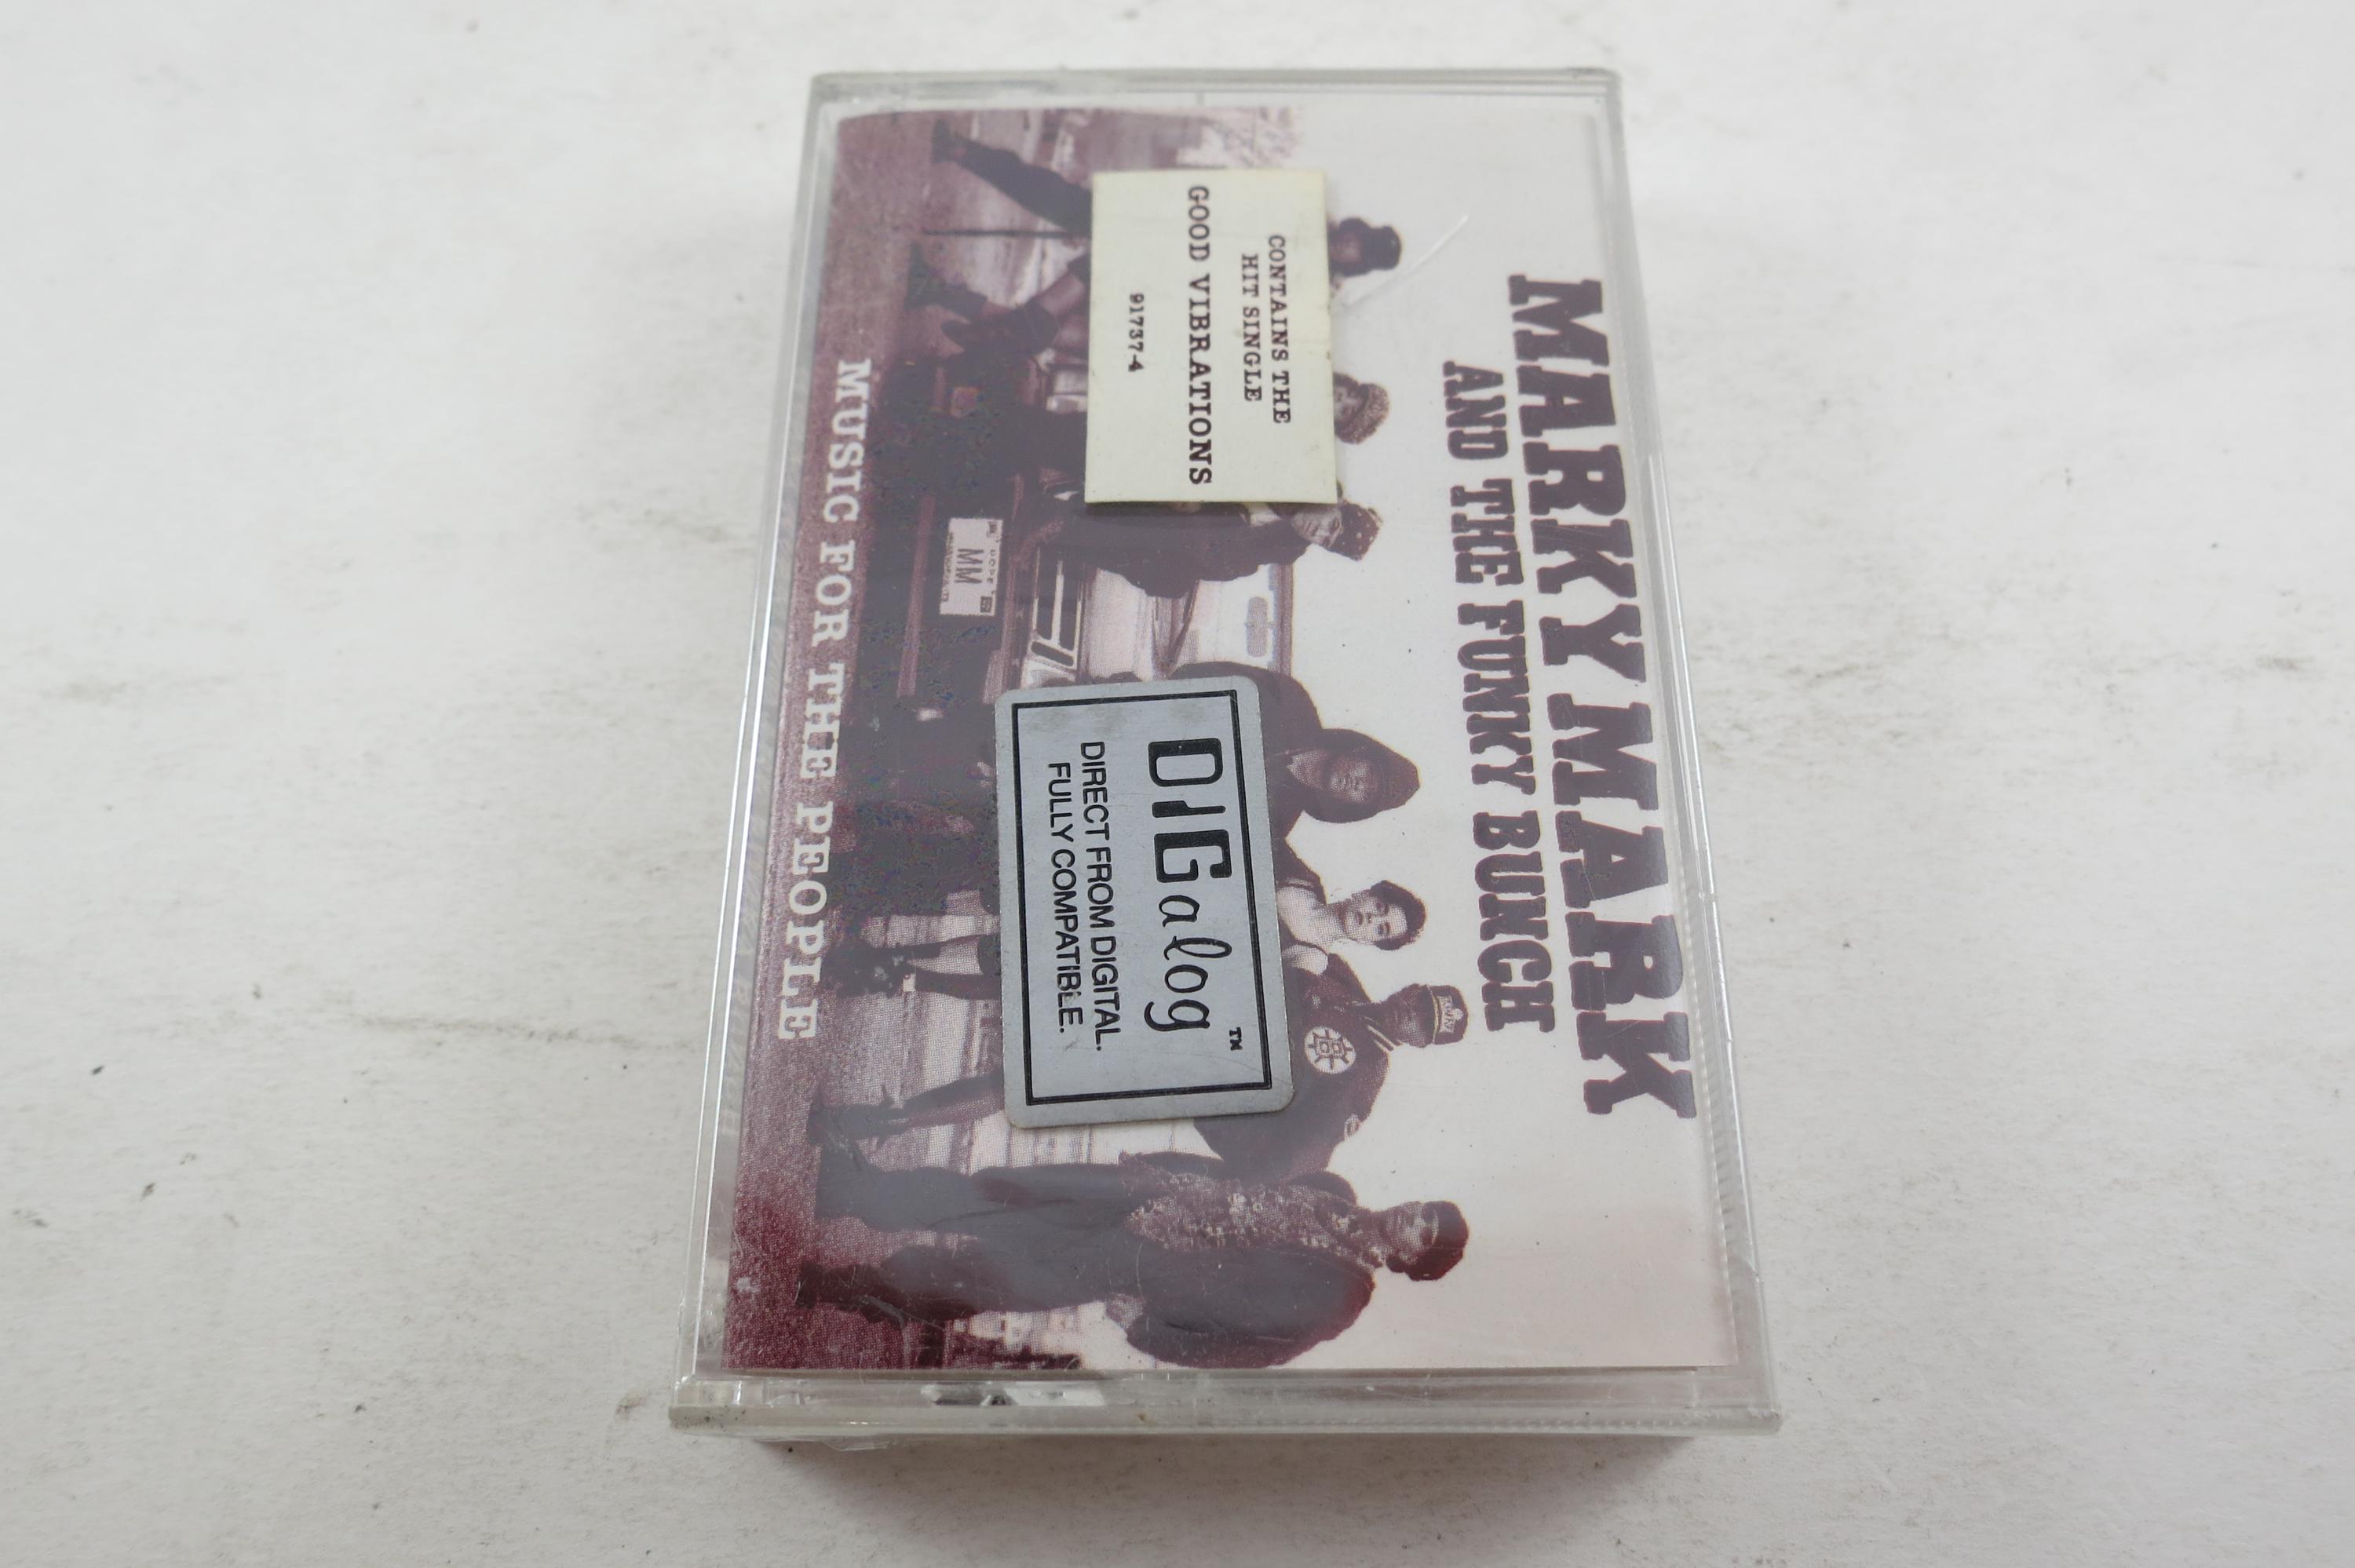 MARKY MARK
AND THE FUNKY BUNCH
CONTAINS THE
HIT SINGLE
GOOD VIBRATIONS
91737-4
DIGalog™
DIRECT FROM DIGITAL.
FULLY COMPATIBLE.
MM
MUSIC FOR THE PEOPLE